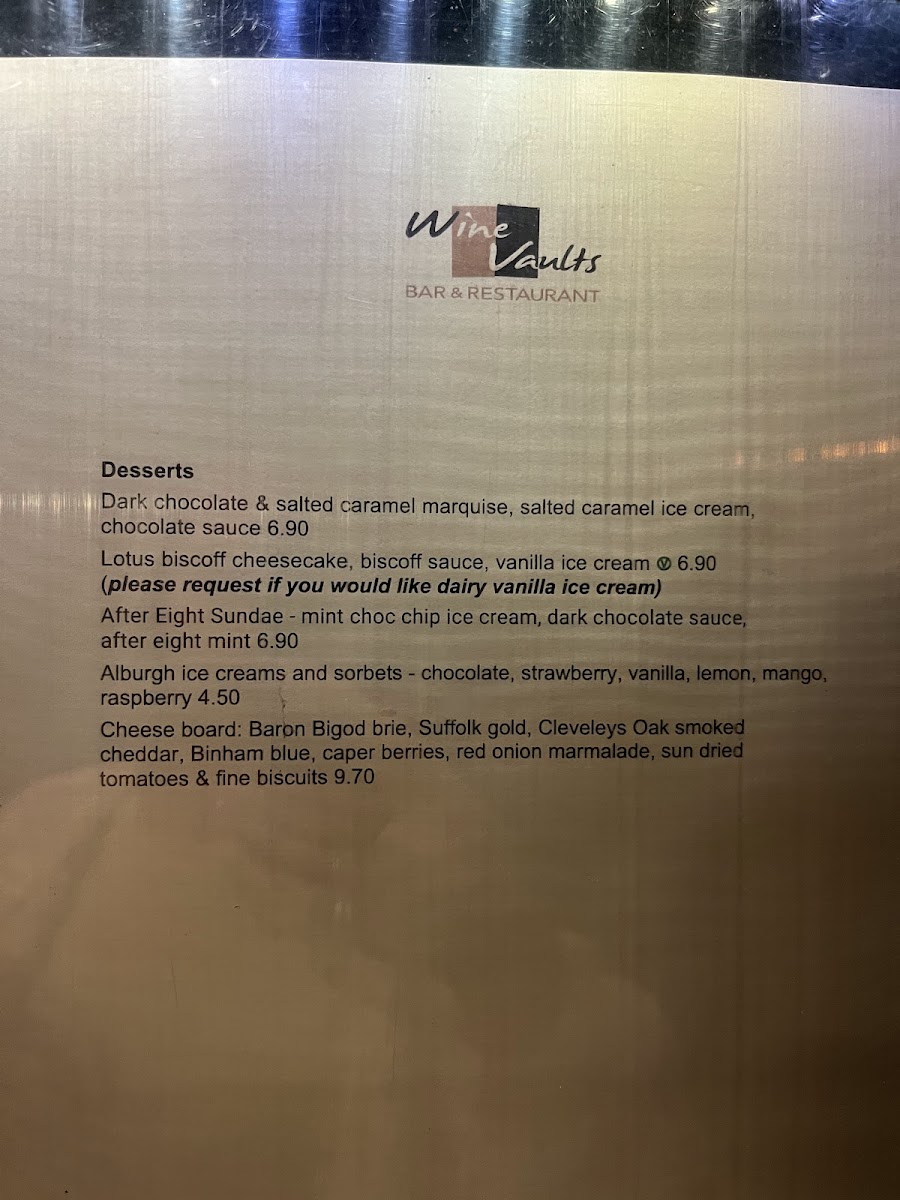 Wine
Vaults
BAR & RESTAURANT
Desserts
Dark chocolate & salted caramel marquise, salted caramel ice cream,
chocolate sauce 6.90
Lotus biscoff cheesecake, biscoff sauce, vanilla ice cream Ⓥ 6.90
(please request if you would like dairy vanilla ice cream)
After Eight Sundae - mint choc chip ice cream, dark chocolate sauce,
after eight mint 6.90
Alburgh ice creams and sorbets - chocolate, strawberry, vanilla, lemon, mango,
raspberry 4.50
Cheese board: Baron Bigod brie, Suffolk gold, Cleveleys Oak smoked
cheddar, Binham blue, caper berries, red onion marmalade, sun dried
tomatoes & fine biscuits 9.70